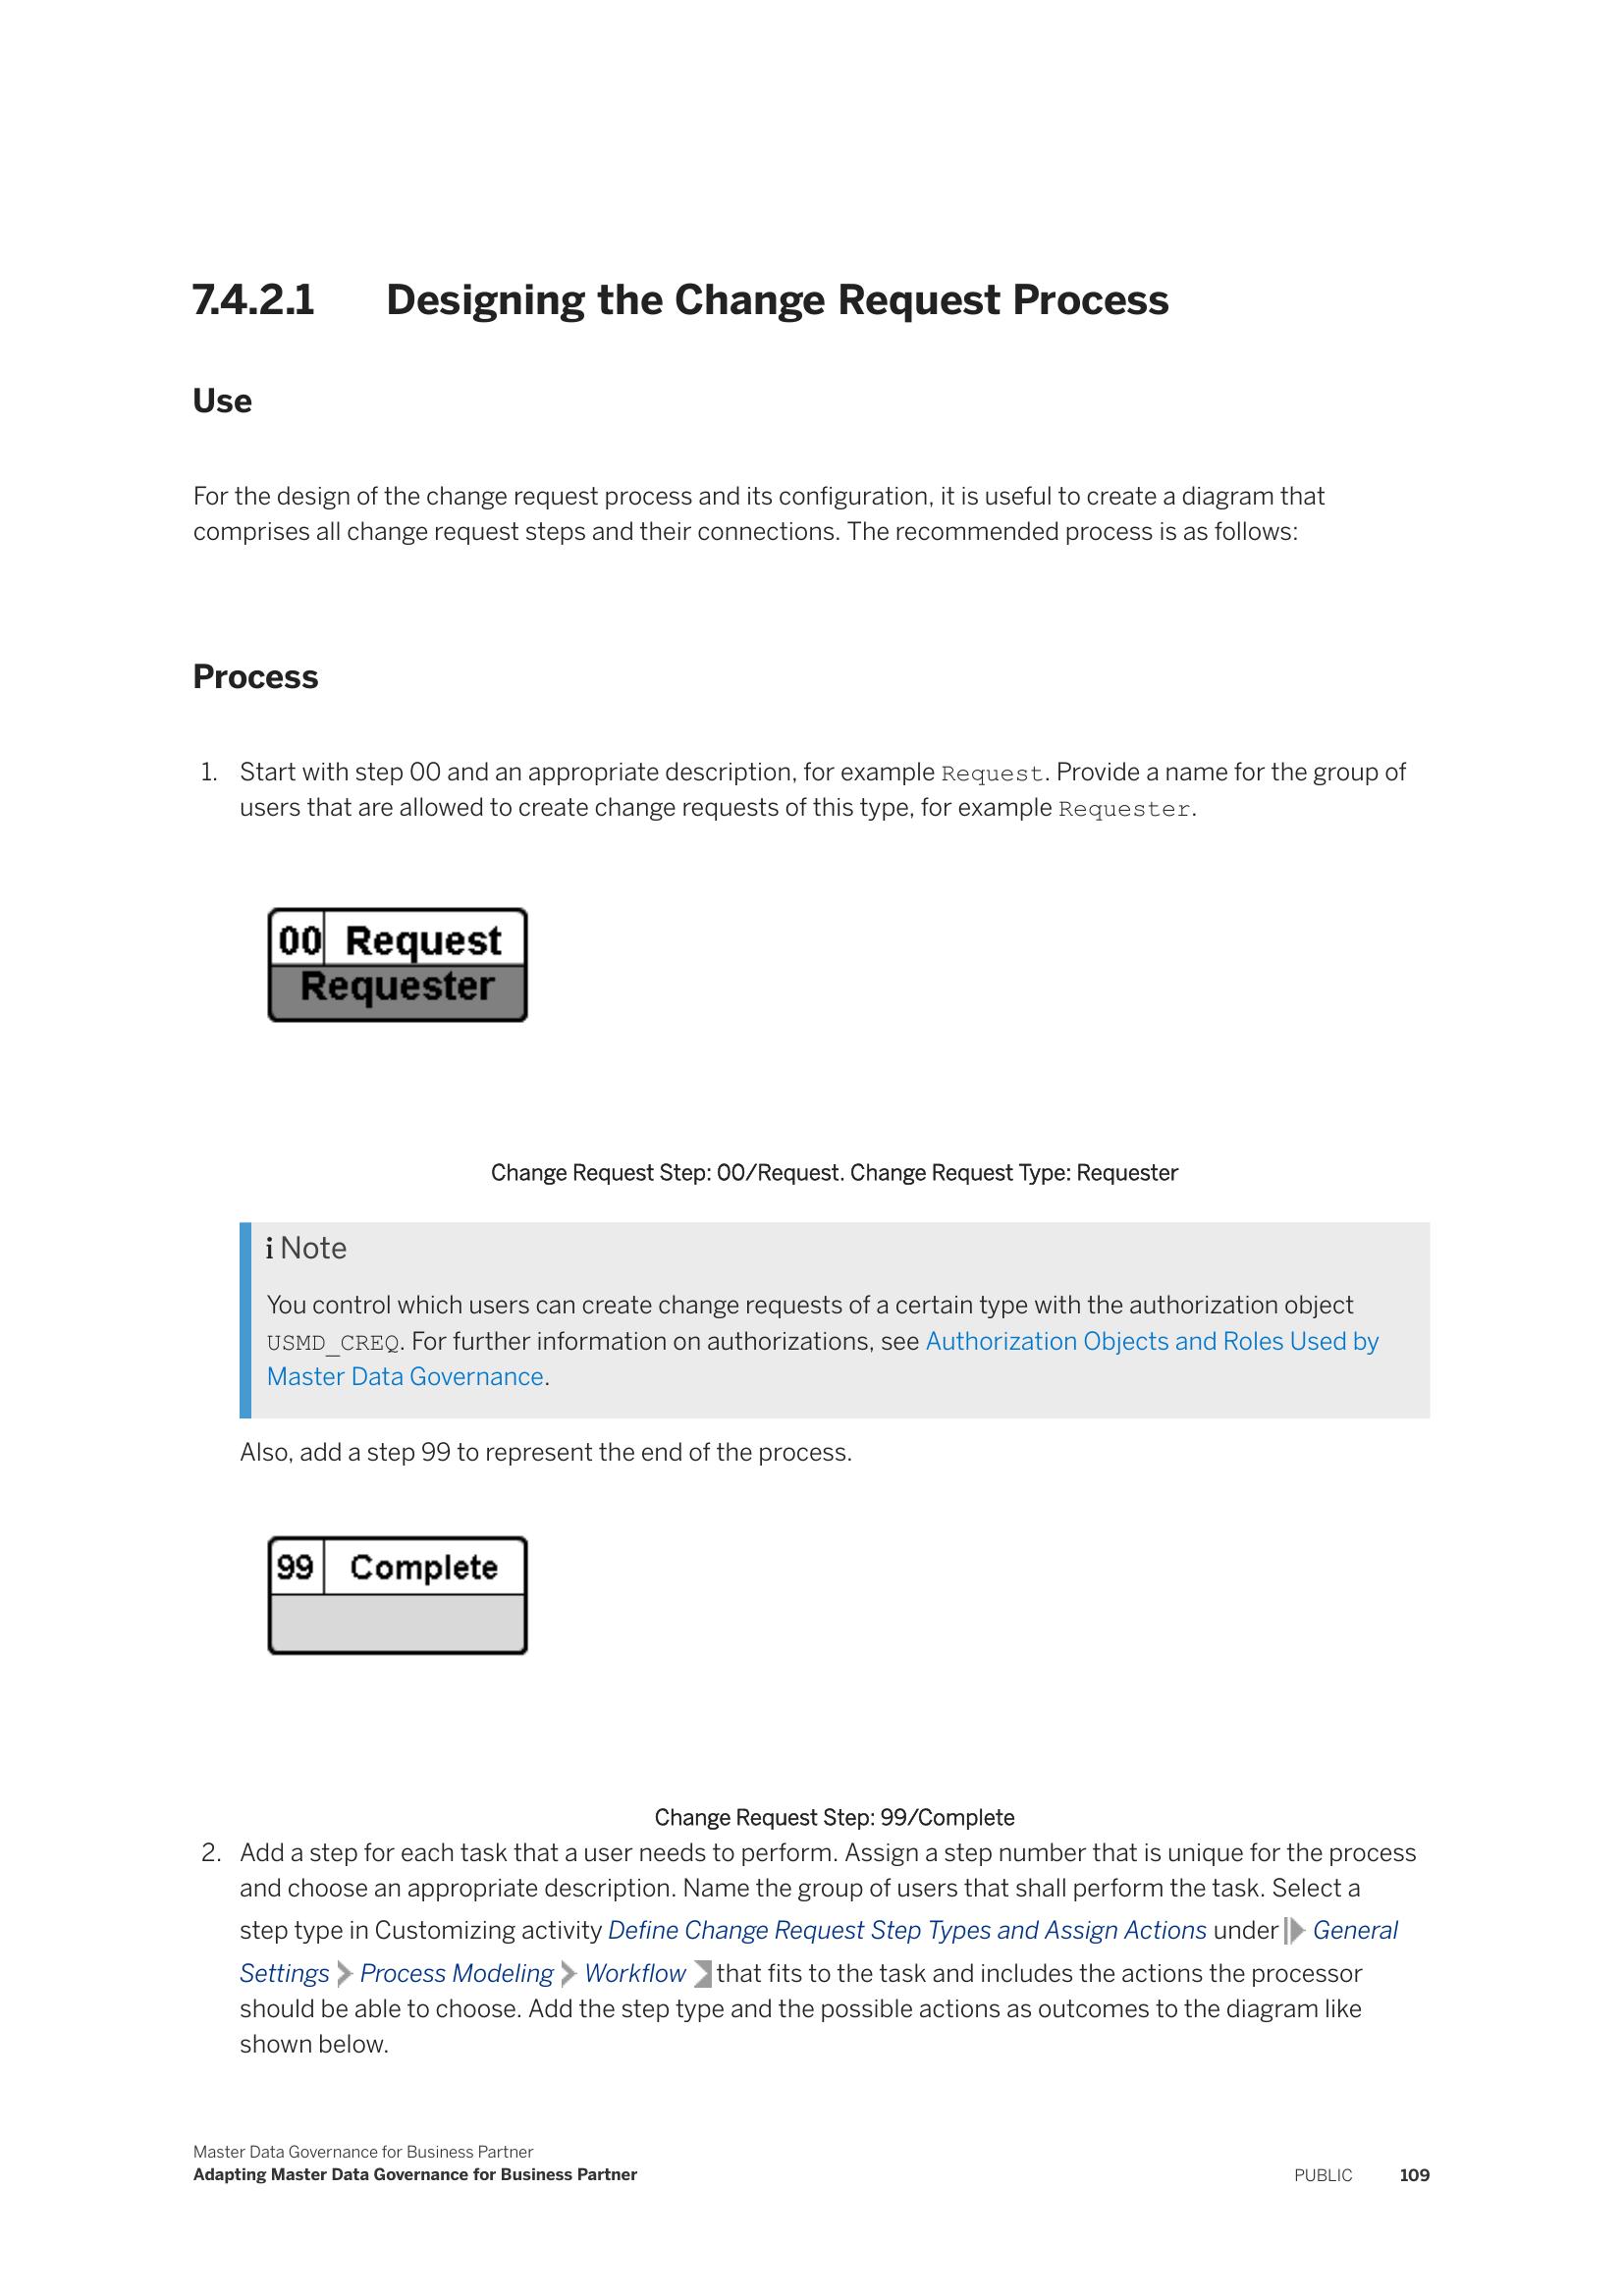 7.4.2.1 Designing the Change Request Process
Use
For the design of the change request process and its configuration, it is useful to create a diagram that
comprises all change request steps and their connections. The recommended process is as follows:
Process
1. Start with step 00 and an appropriate description, for example Request. Provide a name for the group of
users that are allowed to create change requests of this type, for example Requester.
00 Request
Requester
Change Request Step: 00/Request. Change Request Type: Requester
i Note
You control which users can create change requests of a certain type with the authorization object
USMD_CREQ. For further information on authorizations, see Authorization Objects and Roles Used by
Master Data Governance.
Also, add a step 99 to represent the end of the process.
99 Complete
Change Request Step: 99/Complete
2. Add a step for each task that a user needs to perform. Assign a step number that is unique for the process
and choose an appropriate description. Name the group of users that shall perform the task. Select a
step type in Customizing activity Define Change Request Step Types and Assign Actions under General
Settings Process Modeling Workflow that fits to the task and includes the actions the processor
should be able to choose. Add the step type and the possible actions as outcomes to the diagram like
shown below.
Master Data Governance for Business Partner
Adapting Master Data Governance for Business Partner PUBLIC 109